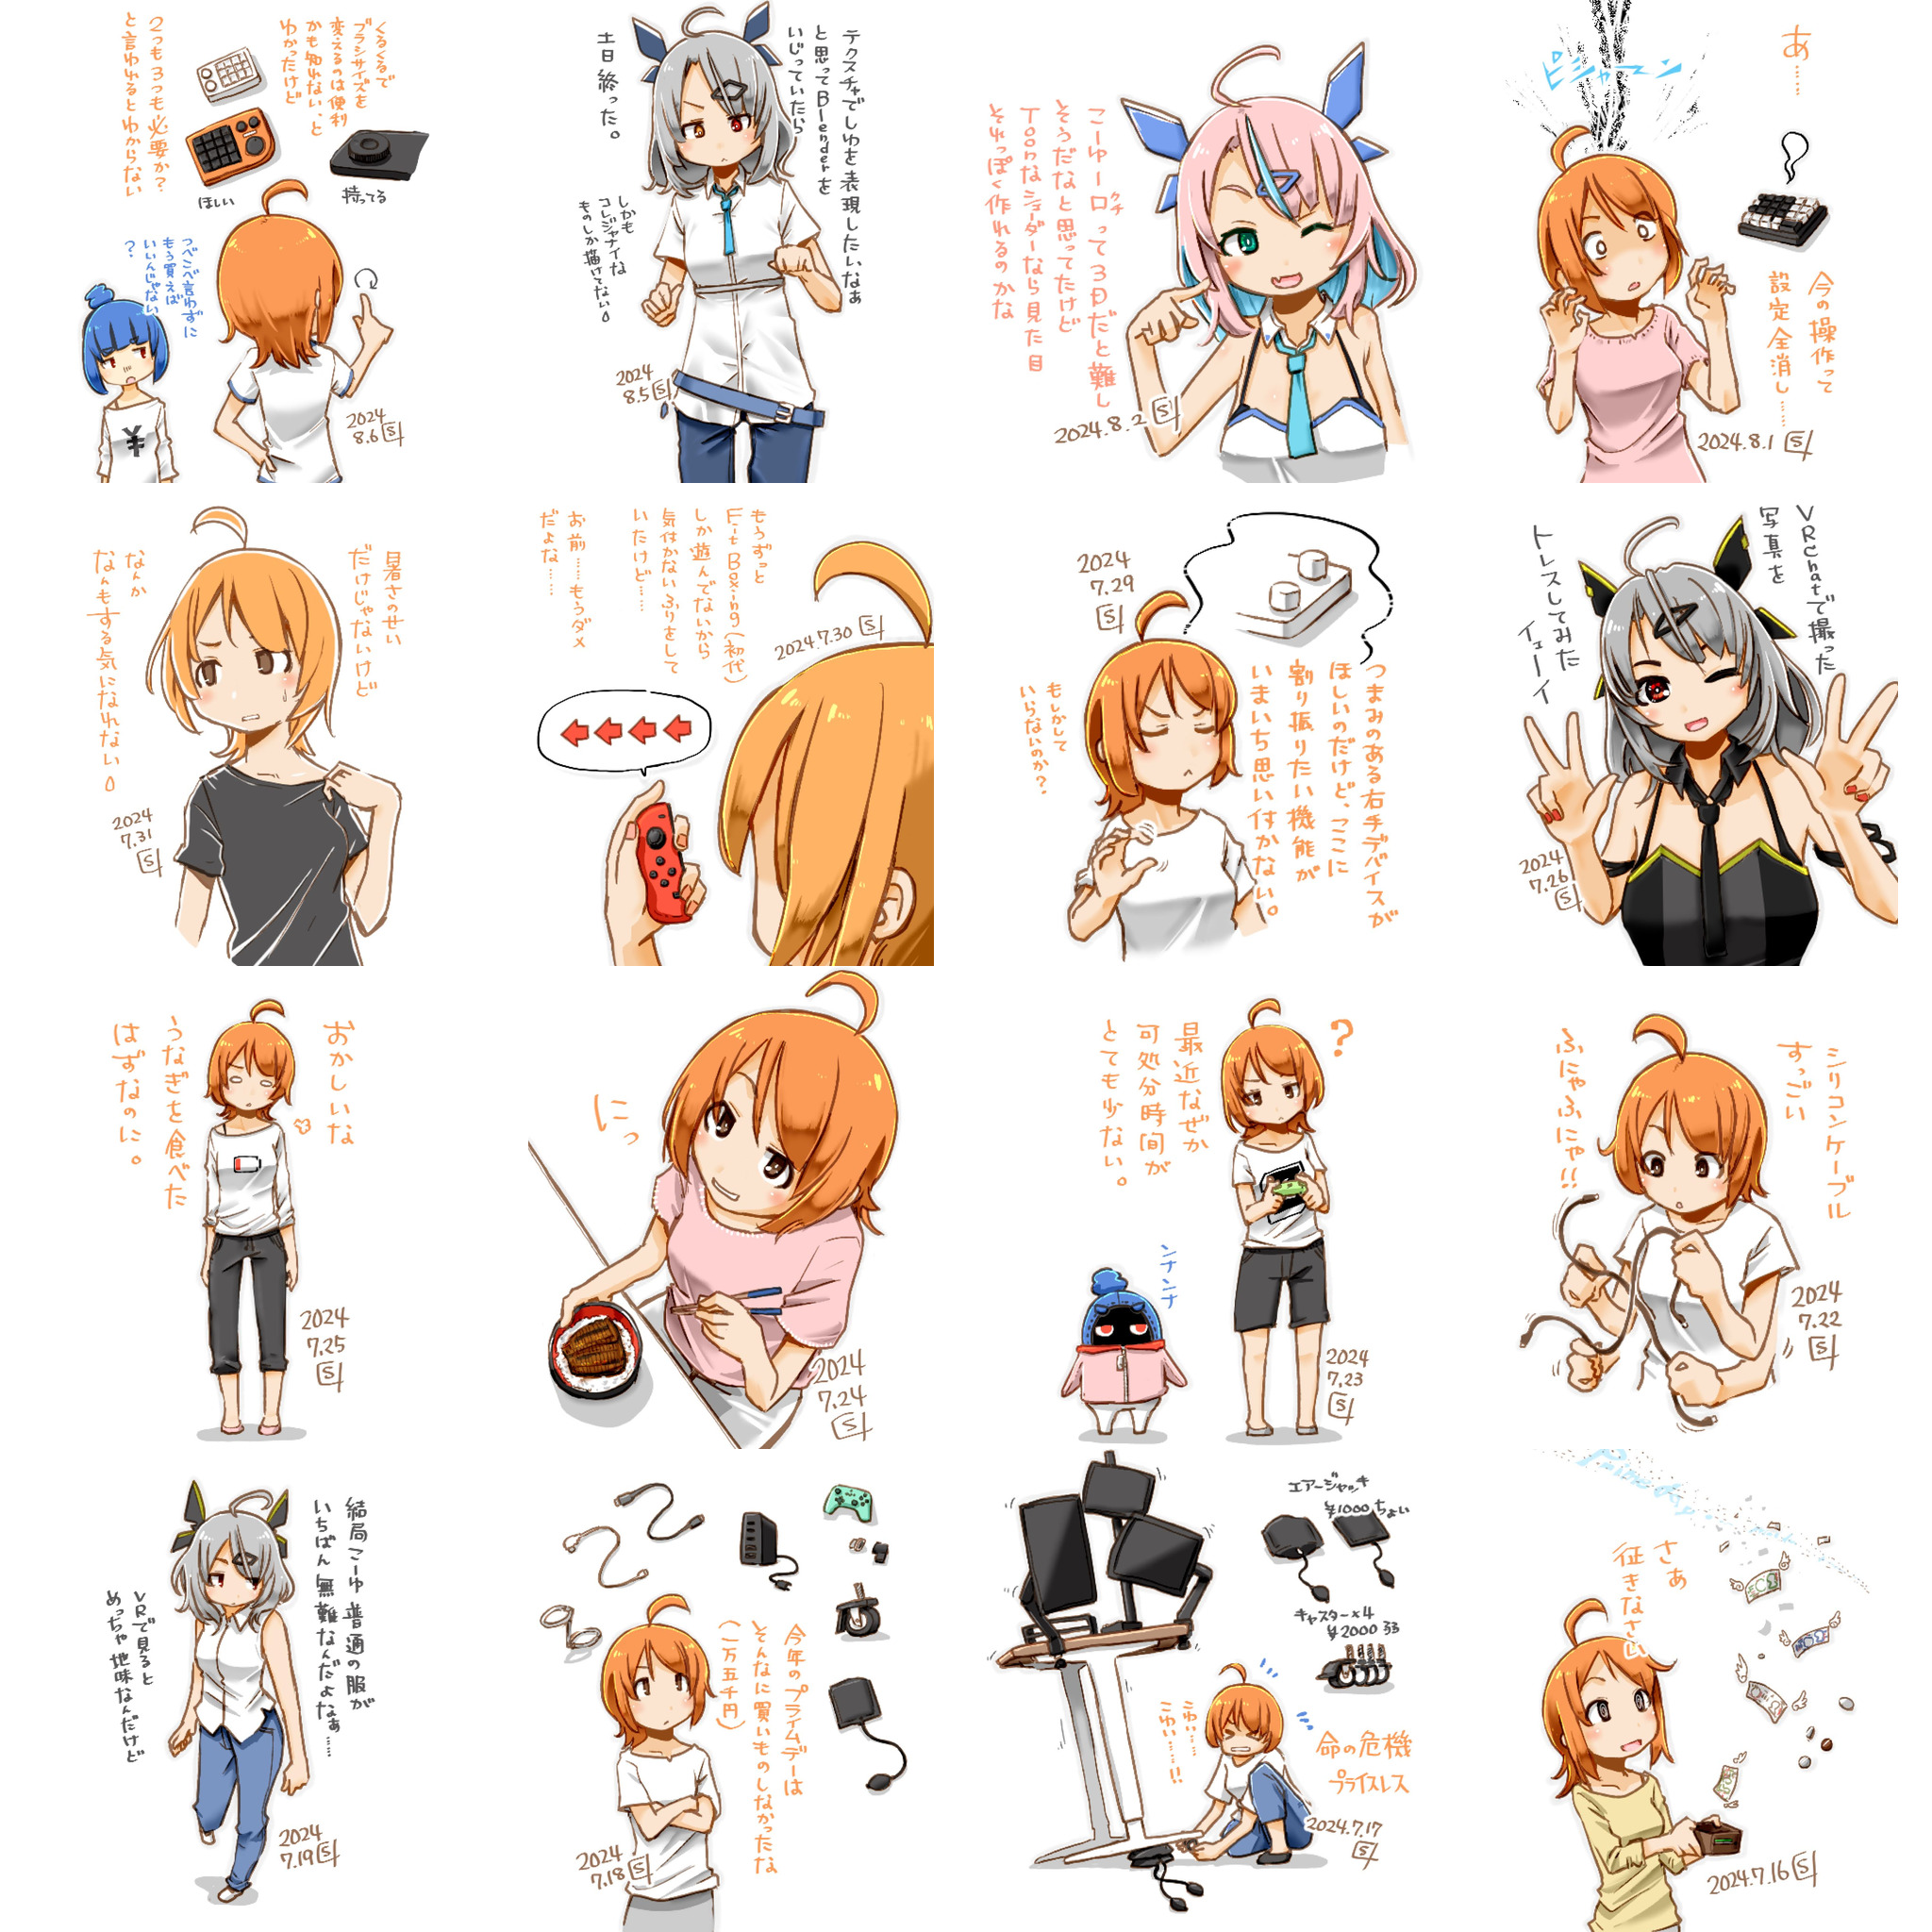 くるくるで
ブラシサイズを
変えるのは便利
かも知れない、と
わかったけど
2つも3つも必要か?
と言われるとわからない
ほしい
持ってる
つべこべ言わずに
もう買えば
いいんじゃない
?
¥
2024
8.6 S
テクスチャでしわを表現したいなぁ
と思ってBlenderを
いじっていたら
土日終った。
しかも
コレジャナイな
ものしか描けてない
2024
8.5 S
こーゆー口って3Dだと難し
クチ
そうだなと思ってたけど
Toonなシェーダーなら見た目
それっぽく作れるのかな
2024.8.2 S
あ……
ピシャーン
?
今の操作って
設定全消し……
2024.8.1 S
暑さのせい
だけじゃないけど
なんか
なんもする気になれない
2024
7.31
S
もうずっと
Fit Boxing(初代)
しか遊んでないから
気付かないふりをして
いたけど……
お前……もうダメ
だよな……
2024.7.30 S
2024
7.29
S
つまみのある右手デバイスが
ほしいのだけど、ここに
割り振りたい機能が
いまいち思い付かない。
もしかして
いらないのか?
VRChatで撮った
写真を
トレスしてみた
イェーイ
2024
7.26
S
おかしいな
うなぎを食べた
はずなのに。
2024
7.25
S
にっ
2024
7.24
S
?
最近なぜか
可処分時間が
とても少ない。
ンナンナ
2024
7.23
S
シリコンケーブル
すっごい
ふにゃふにゃ!!
2024
7.22
S
結局こーゆ普通の服が
いちばん無難なんだよなぁ……
VRで見ると
めっちゃ地味なんだけど
2024
7.19 S
今年のプライムデーは
そんなに買いものしなかったな
(一万五千円)
2024
7.18 S
エアージャッキ
¥1000ちょい
キャスター×4
¥2000弱
こわい……
こわい……!!
命の危機
プライスレス
2024.7.17
S
さあ
征きなさい
2024.7.16 S